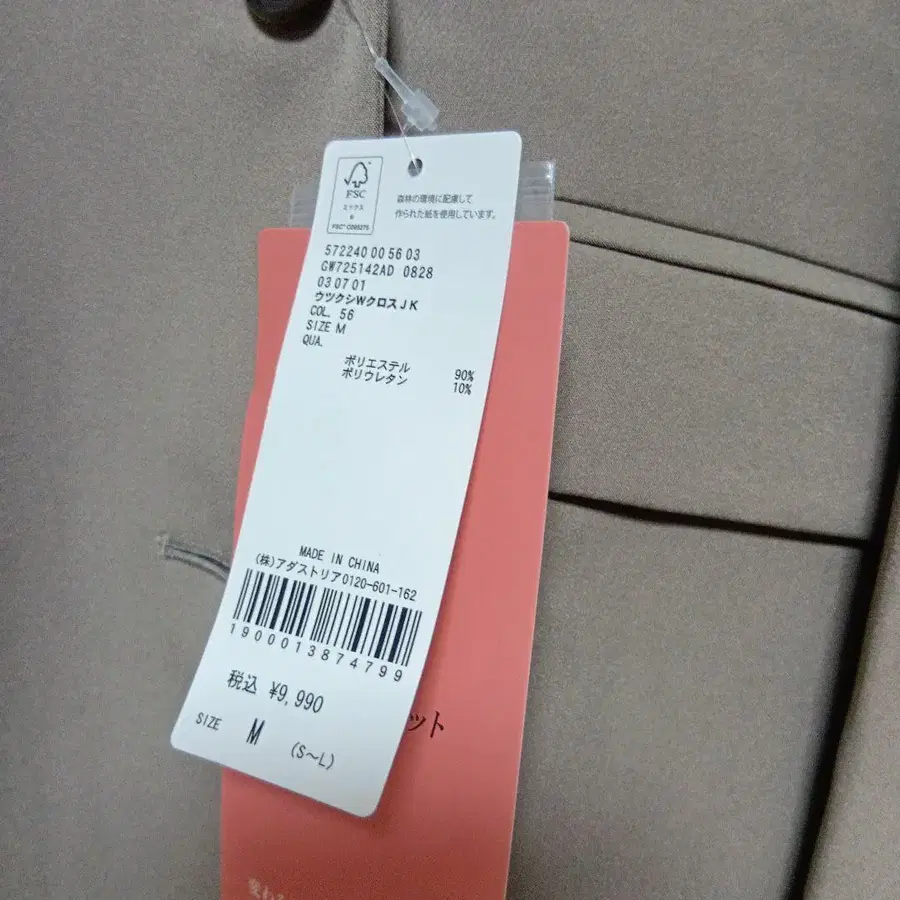 FSC
ミックス
FSC® C095275
森林の環境に配慮して
作られた紙を使用しています。
572240 00 56 03
GW725142AD 0828
03 07 01
ウツクシWクロスJK
COL. 56
SIZE M
QUA.
ポリエステル 90%
ポリウレタン 10%
MADE IN CHINA
(株)アダストリア0120-601-162
1900013874799
税込 ¥9,990
SIZE M (S〜L)
ット